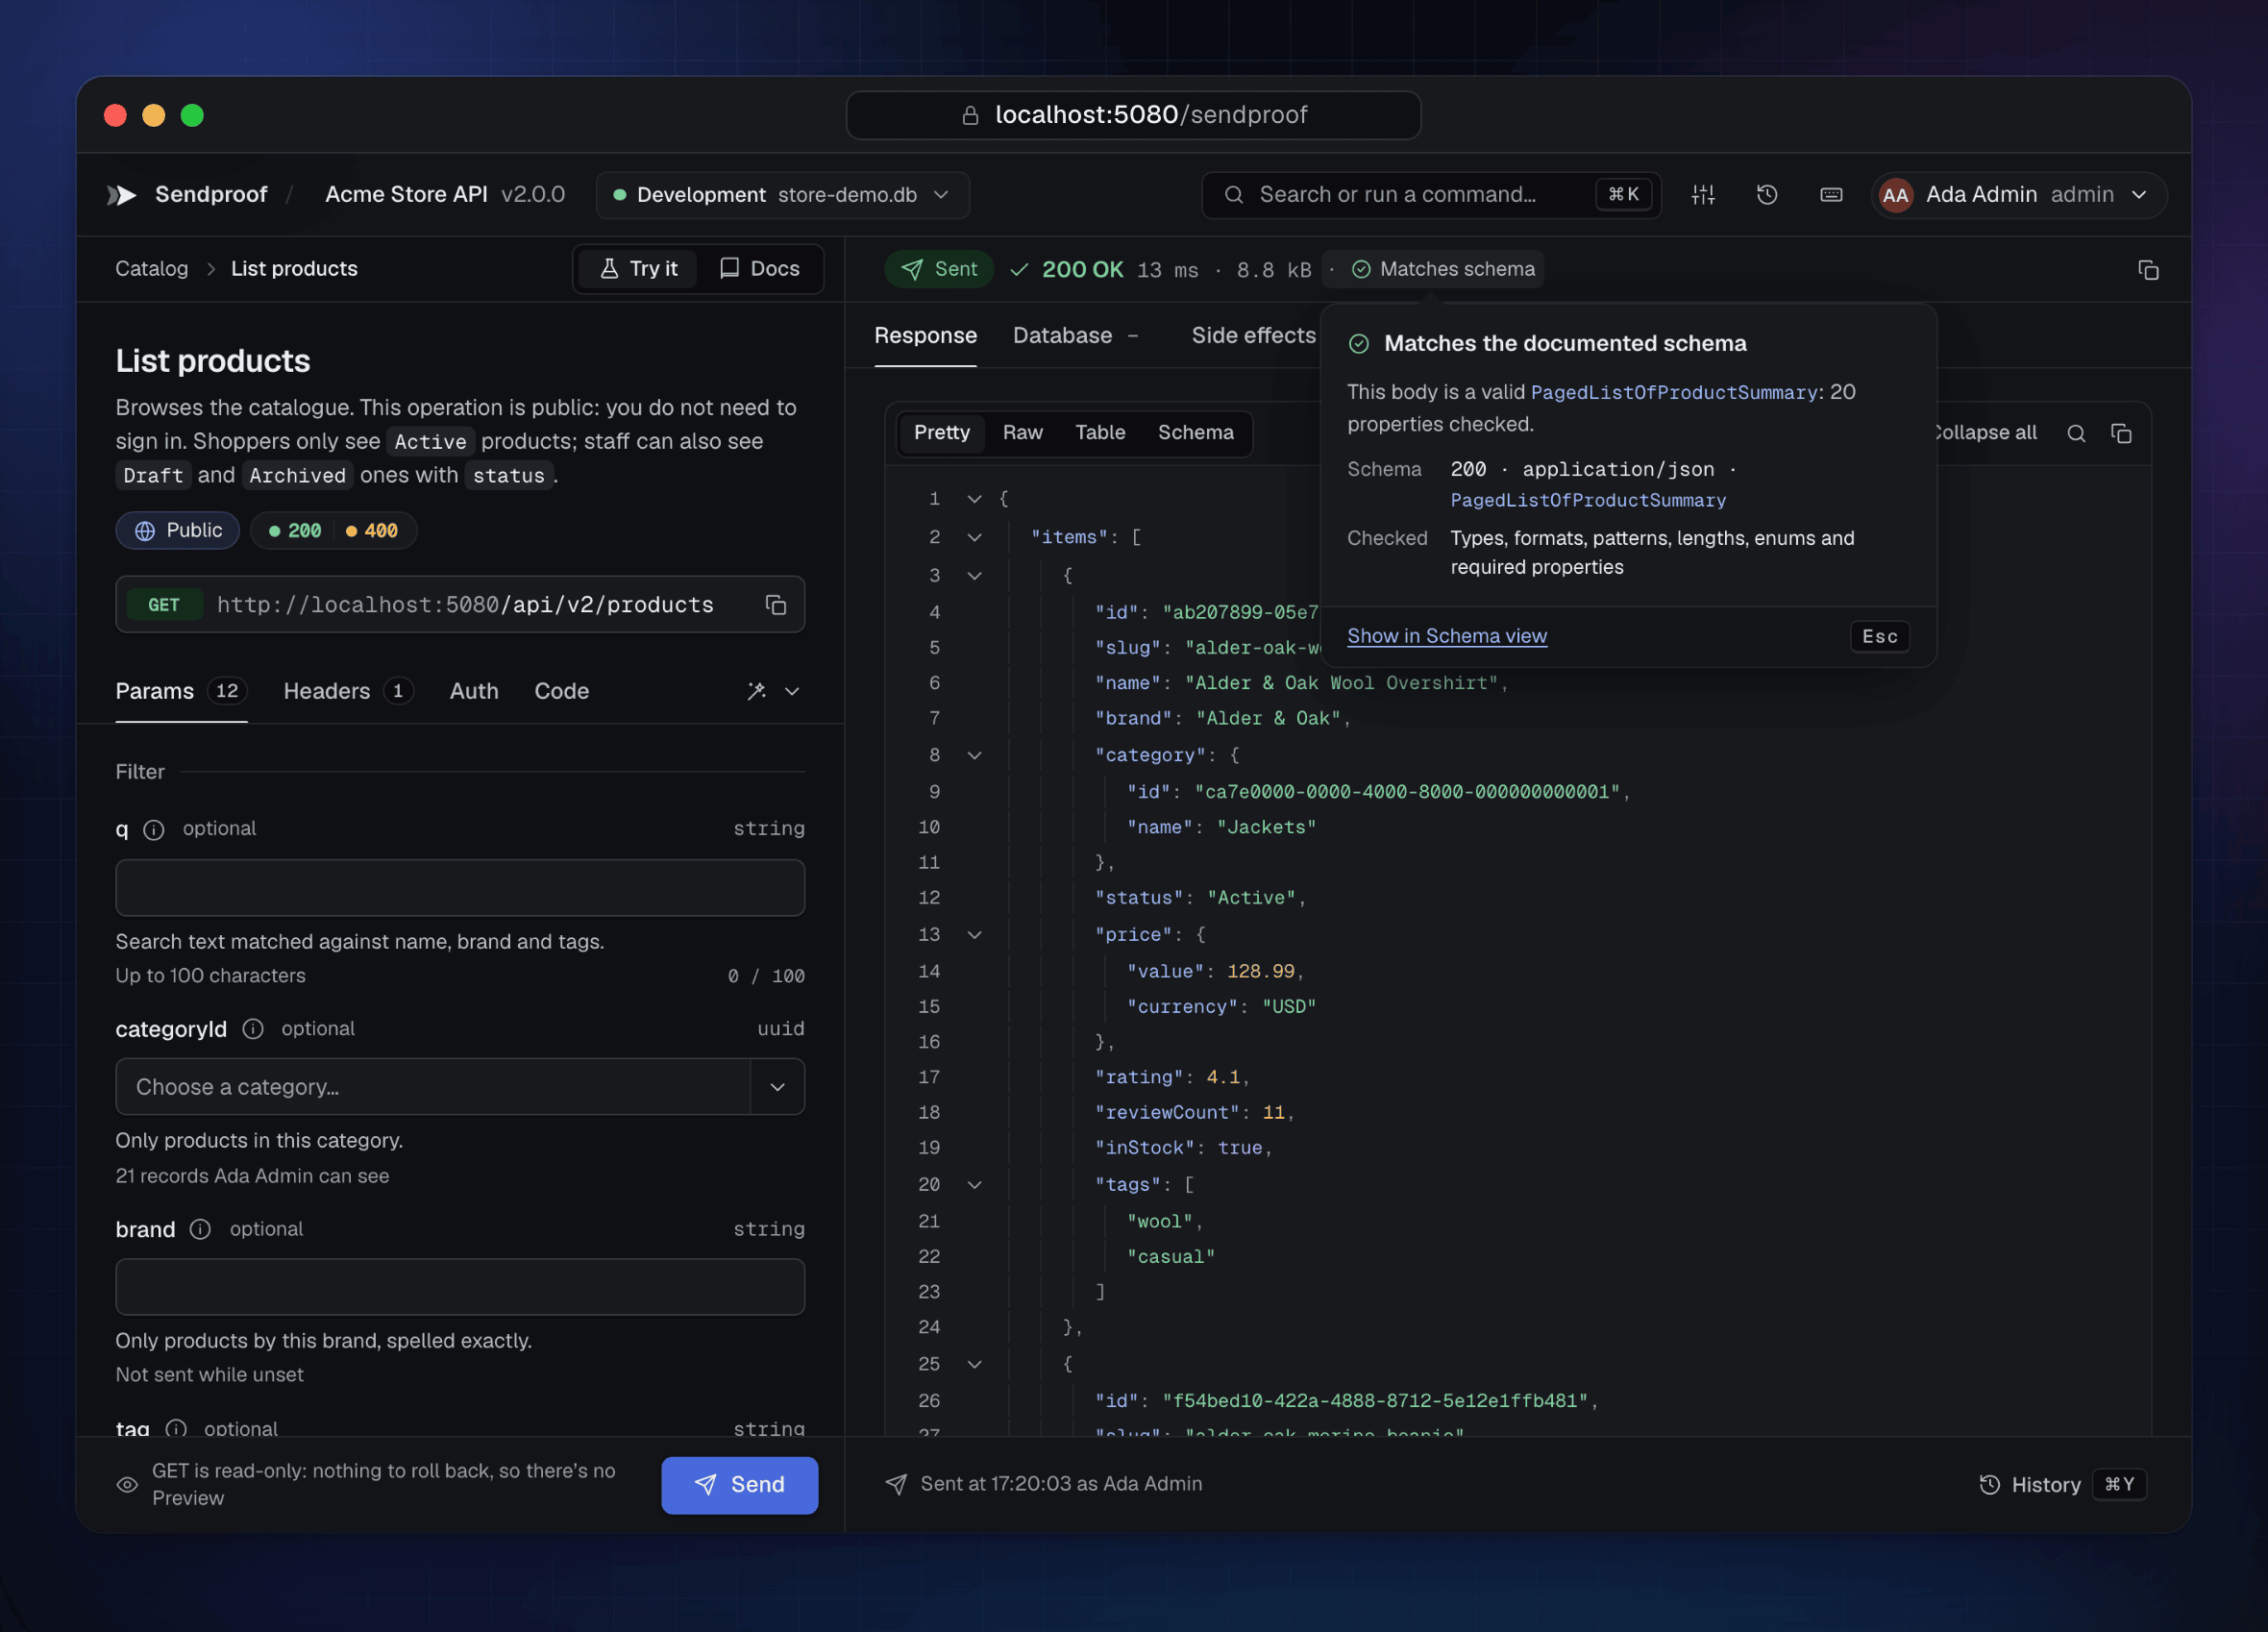 localhost:5080/sendproof
Sendproof / Acme Store API v2.0.0 Development store-demo.db
Search or run a command... ⌘K
AA Ada Admin admin
Catalog > List products
Try it Docs
List products
Browses the catalogue. This operation is public: you do not need to
sign in. Shoppers only see Active products; staff can also see
Draft and Archived ones with status.
Public 200 400
GET http://localhost:5080/api/v2/products
Params 12 Headers 1 Auth Code
Filter
q optional string
Search text matched against name, brand and tags.
Up to 100 characters 0 / 100
categoryId optional uuid
Choose a category...
Only products in this category.
21 records Ada Admin can see
brand optional string
Only products by this brand, spelled exactly.
Not sent while unset
tag optional string
GET is read-only: nothing to roll back, so there's no
Preview
Send
Sent 200 OK 13 ms · 8.8 kB · Matches schema
Response Database – Side effects
Matches the documented schema
This body is a valid PagedListOfProductSummary: 20
properties checked.
Schema 200 · application/json ·
PagedListOfProductSummary
Checked Types, formats, patterns, lengths, enums and
required properties
Show in Schema view Esc
Pretty Raw Table Schema
Collapse all
1 {
2 "items": [
3 {
4 "id": "ab207899-05e7
5 "slug": "alder-oak-w
6 "name": "Alder & Oak Wool Overshirt",
7 "brand": "Alder & Oak",
8 "category": {
9 "id": "ca7e0000-0000-4000-8000-000000000001",
10 "name": "Jackets"
11 },
12 "status": "Active",
13 "price": {
14 "value": 128.99,
15 "currency": "USD"
16 },
17 "rating": 4.1,
18 "reviewCount": 11,
19 "inStock": true,
20 "tags": [
21 "wool",
22 "casual"
23 ]
24 },
25 {
26 "id": "f54bed10-422a-4888-8712-5e12e1ffb481",
27 "slug": "alder-oak-merino-beanie"
Sent at 17:20:03 as Ada Admin
History ⌘Y